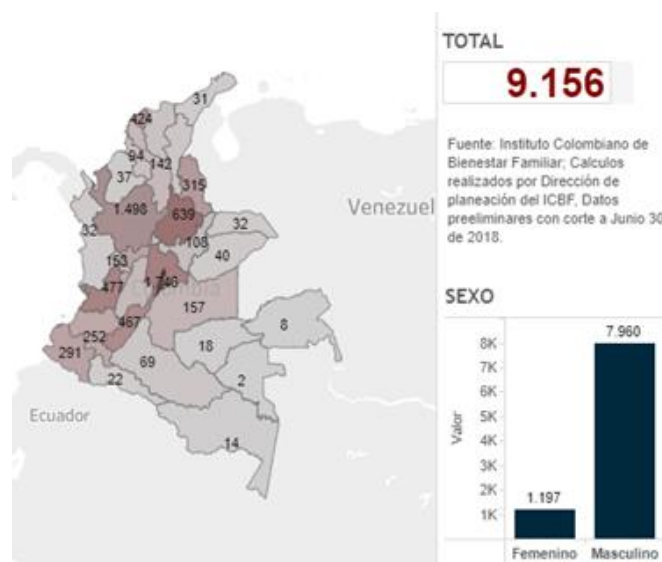 31
424
94
142
37
315
1.498
639
Venezuel
32
32
108
40
153
477
1.746
157
467
252
8
291
18
69
22
2
Ecuador
14
TOTAL
9.156
Fuente: Instituto Colombiano de
Bienestar Familiar; Calculos
realizados por Dirección de
planeación del ICBF, Datos
preeliminares con corte a Junio 30
de 2018.
SEXO
7.960
8K
7K
6K
5K
4K
3K
2K
1K
Valor
1.197
Femenino Masculino